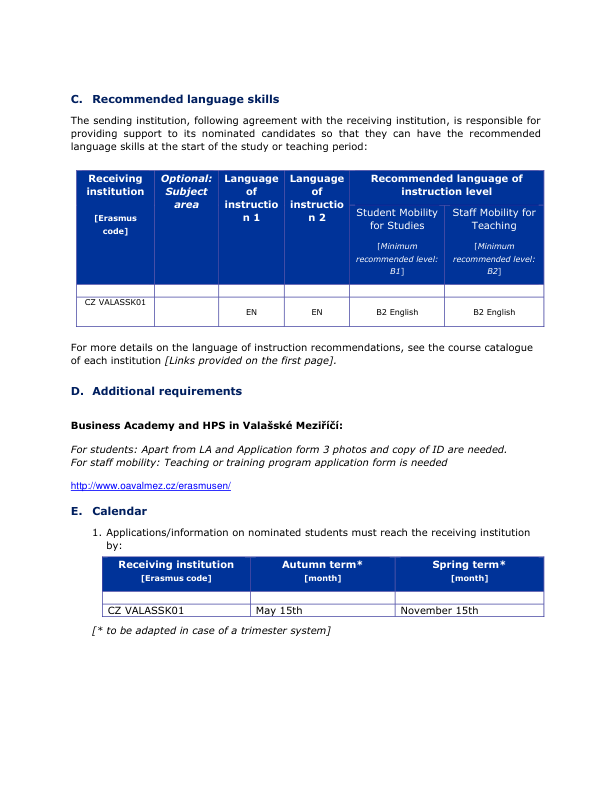 C. Recommended language skills
The sending institution, following agreement with the receiving institution, is responsible for
providing support to its nominated candidates so that they can have the recommended
language skills at the start of the study or teaching period:
Receiving
institution
[Erasmus
code]
Optional:
Subject
area
Language
of
instructio
n 1
Language
of
instructio
n 2
Recommended language of
instruction level
Student Mobility
for Studies
[Minimum
recommended level:
B1]
Staff Mobility for
Teaching
[Minimum
recommended level:
B2]
CZ VALASSK01
EN
EN
B2 English
B2 English
For more details on the language of instruction recommendations, see the course catalogue
of each institution [Links provided on the first page].
D. Additional requirements
Business Academy and HPS in Valašské Meziříčí:
For students: Apart from LA and Application form 3 photos and copy of ID are needed.
For staff mobility: Teaching or training program application form is needed
http://www.oavalmez.cz/erasmusen/
E. Calendar
1. Applications/information on nominated students must reach the receiving institution
by:
Receiving institution
[Erasmus code]
Autumn term*
[month]
Spring term*
[month]
CZ VALASSK01
May 15th
November 15th
[* to be adapted in case of a trimester system]